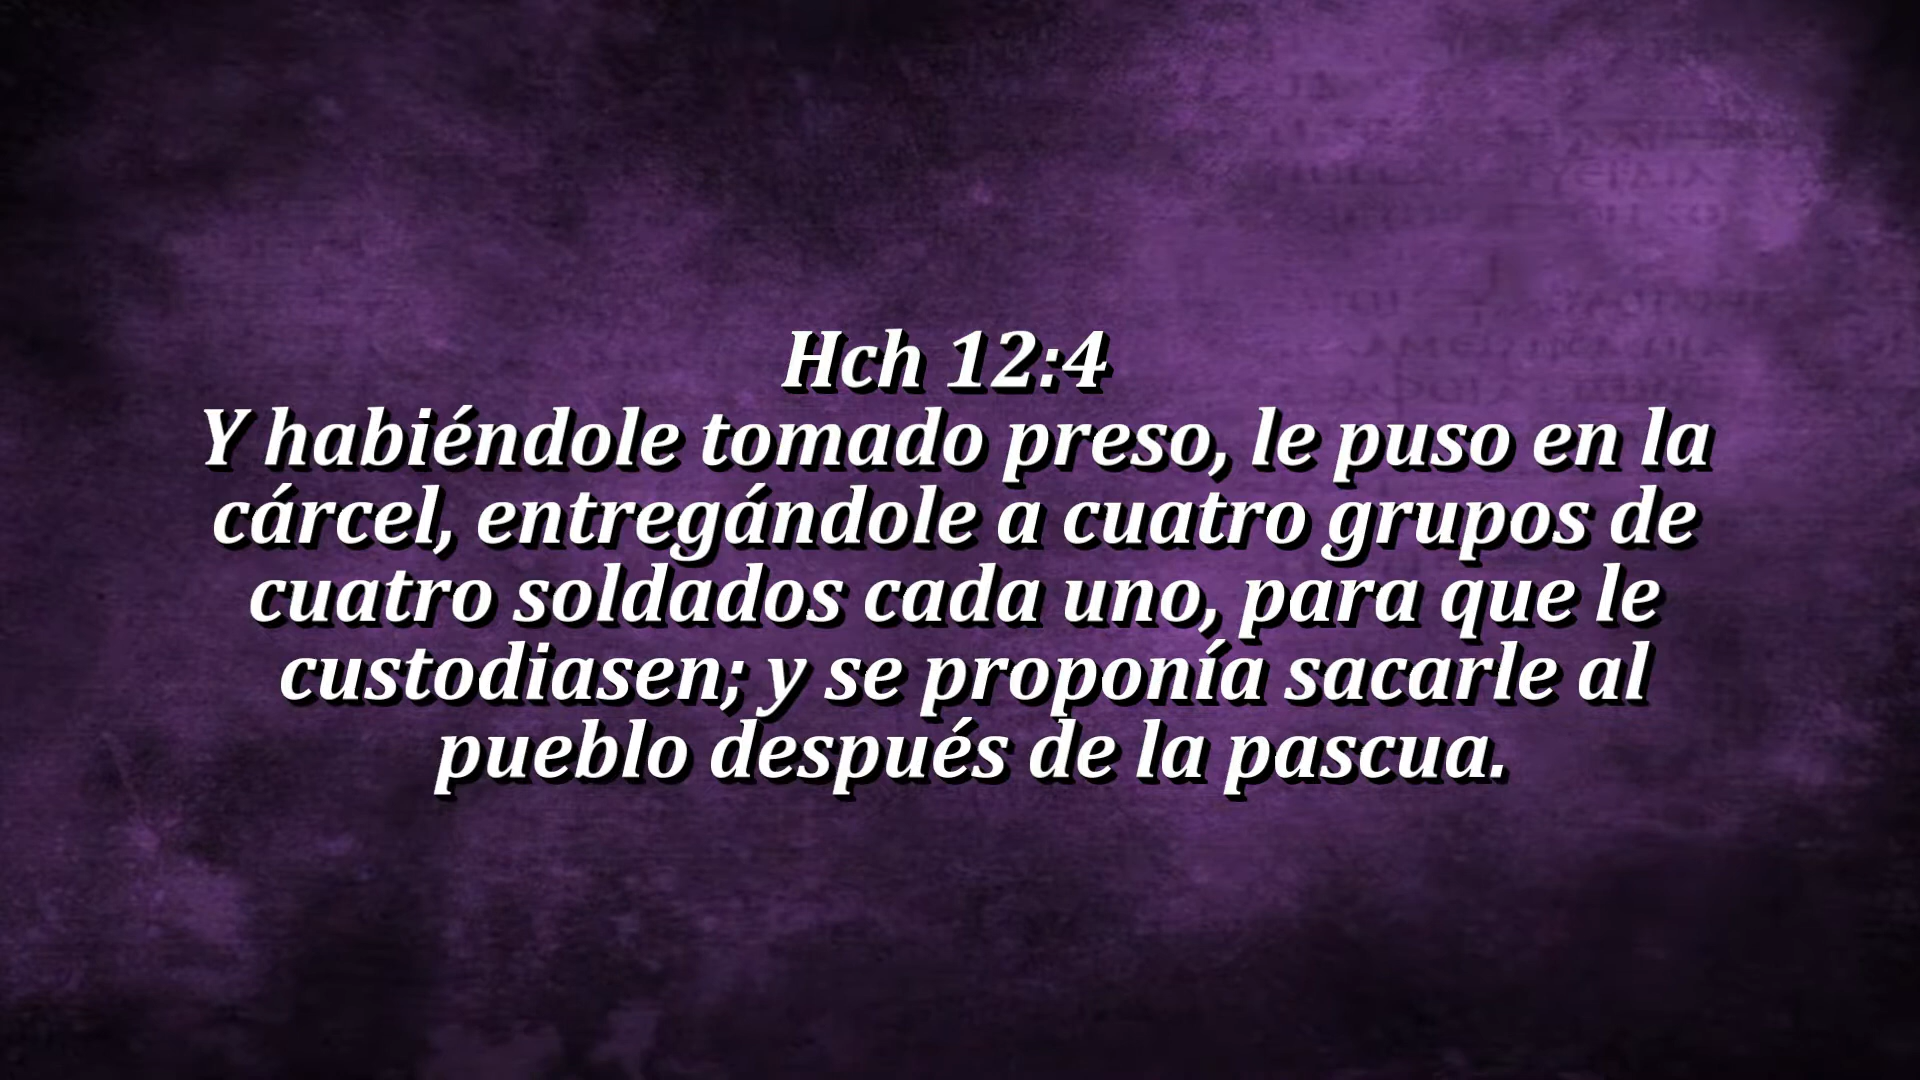 Hch 12:4
Y habiéndole tomado preso, le puso en la
cárcel, entregándole a cuatro grupos de
cuatro soldados cada uno, para que le
custodiasen; y se proponía sacarle al
pueblo después de la pascua.